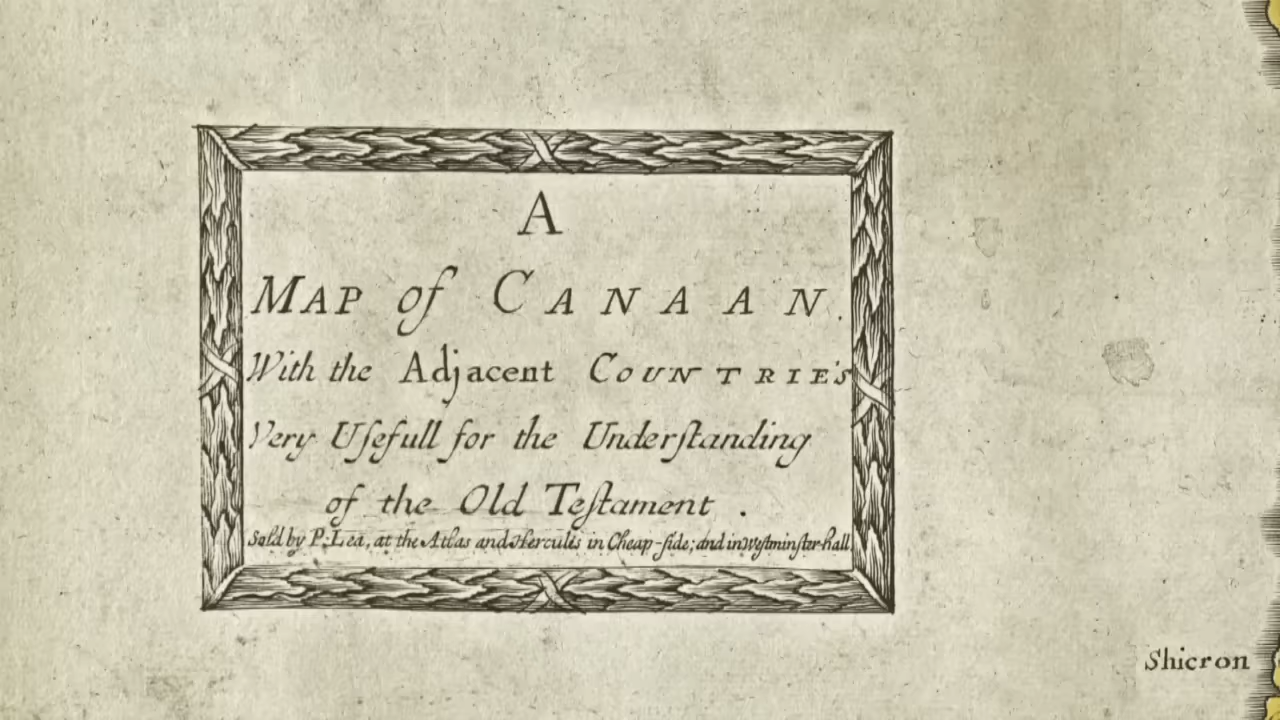 A
MAP of CANAAN.
With the Adjacent COUNTRIE'S
Very Uſefull for the Underſtanding
of the Old Teſtament .
Sold by P. Lea, at the Atlas and Hercules in Cheap-ſide; and in Weſtminſter-hall.
Shicron